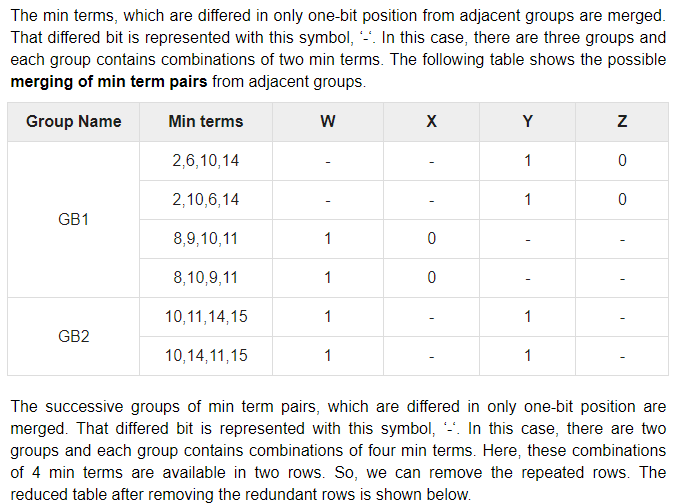 The min terms, which are differed in only one-bit position from adjacent groups are merged.
That differed bit is represented with this symbol, ‘-‘. In this case, there are three groups and
each group contains combinations of two min terms. The following table shows the possible
merging of min term pairs from adjacent groups.
Group Name Min terms W X Y Z
GB1
2,6,10,14 - - 1 0
2,10,6,14 - - 1 0
8,9,10,11 1 0 - -
8,10,9,11 1 0 - -
GB2
10,11,14,15 1 - 1 -
10,14,11,15 1 - 1 -
The successive groups of min term pairs, which are differed in only one-bit position are
merged. That differed bit is represented with this symbol, ‘-‘. In this case, there are two
groups and each group contains combinations of four min terms. Here, these combinations
of 4 min terms are available in two rows. So, we can remove the repeated rows. The
reduced table after removing the redundant rows is shown below.